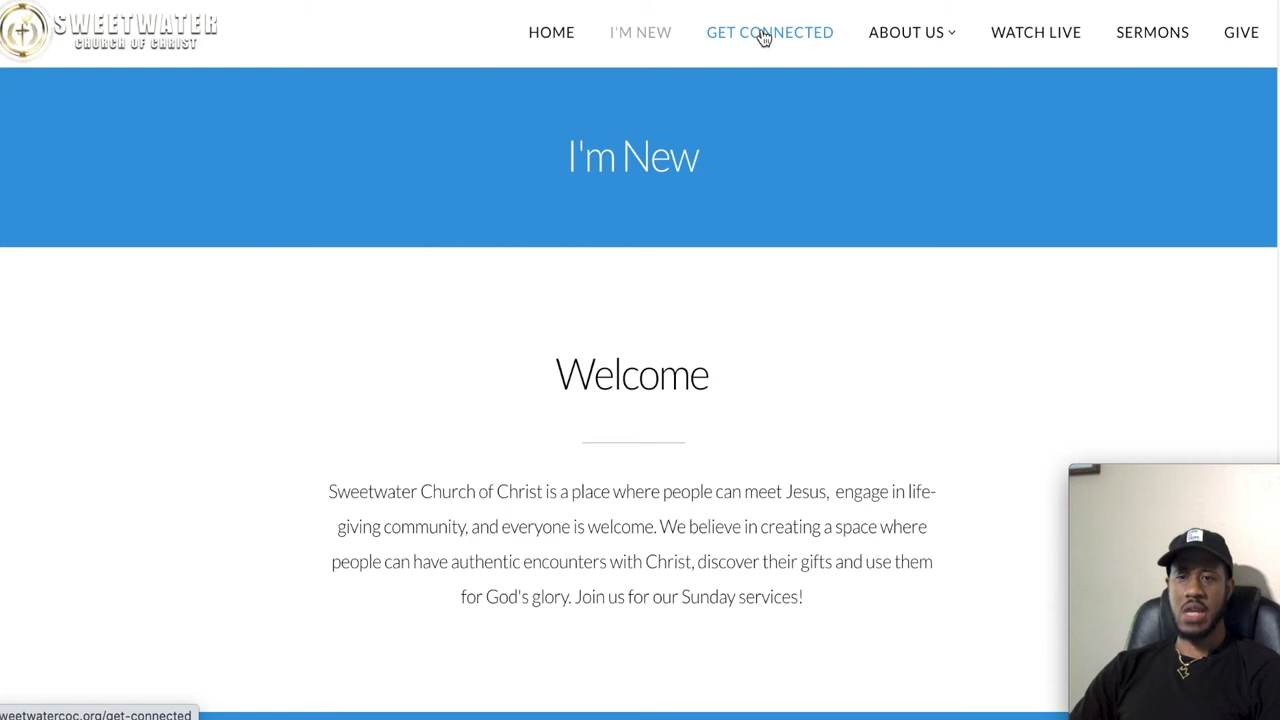 SWEETWATER
CHURCH OF CHRIST
HOME I'M NEW GET CONNECTED ABOUT US WATCH LIVE SERMONS GIVE
I'm New
Welcome
Sweetwater Church of Christ is a place where people can meet Jesus, engage in life-
giving community, and everyone is welcome. We believe in creating a space where
people can have authentic encounters with Christ, discover their gifts and use them
for God's glory. Join us for our Sunday services!
weetwatercoc.org/get-connected